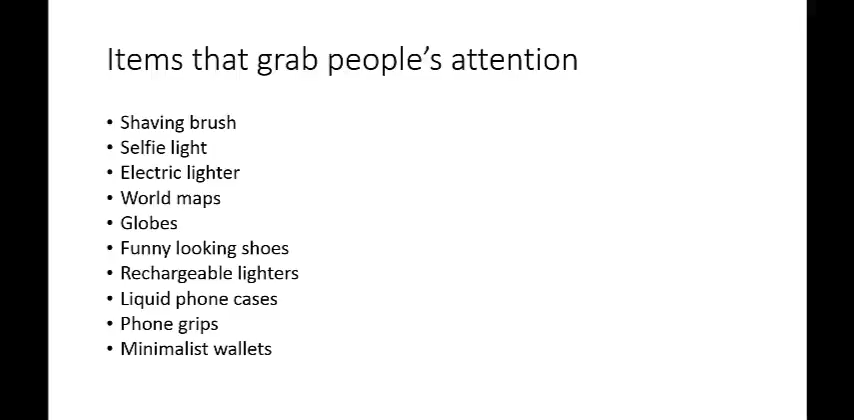 Items that grab people’s attention
• Shaving brush
• Selfie light
• Electric lighter
• World maps
• Globes
• Funny looking shoes
• Rechargeable lighters
• Liquid phone cases
• Phone grips
• Minimalist wallets